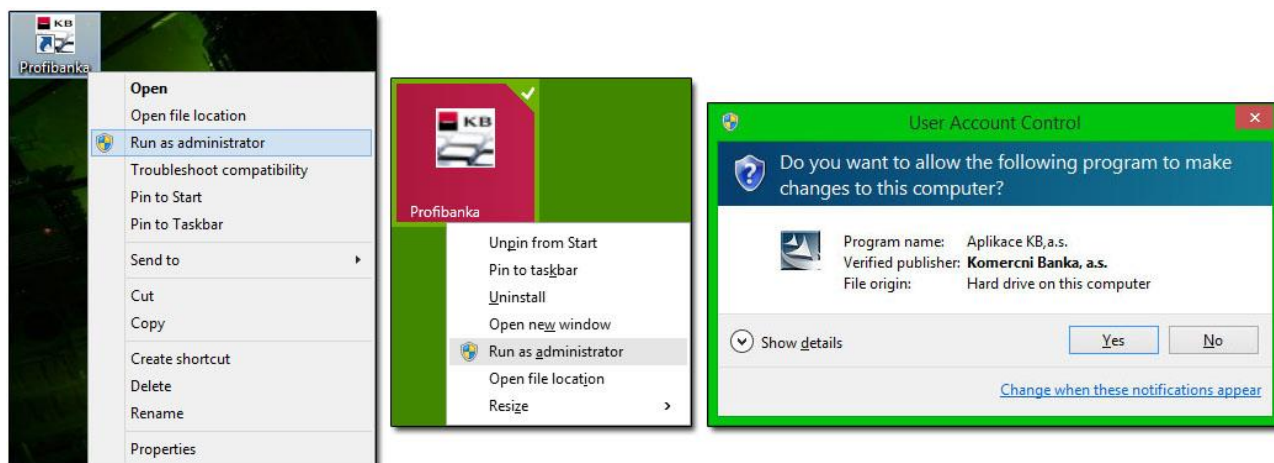 KB
Profibanka
Open
Open file location
Run as administrator
Troubleshoot compatibility
Pin to Start
Pin to Taskbar
Send to
Cut
Copy
Create shortcut
Delete
Rename
Properties
KB
Profibanka
Unpin from Start
Pin to taskbar
Uninstall
Open new window
Run as administrator
Open file location
Resize
User Account Control
Do you want to allow the following program to make
changes to this computer?
Program name: Aplikace KB,a.s.
Verified publisher: Komercni Banka, a.s.
File origin: Hard drive on this computer
Show details
Yes No
Change when these notifications appear